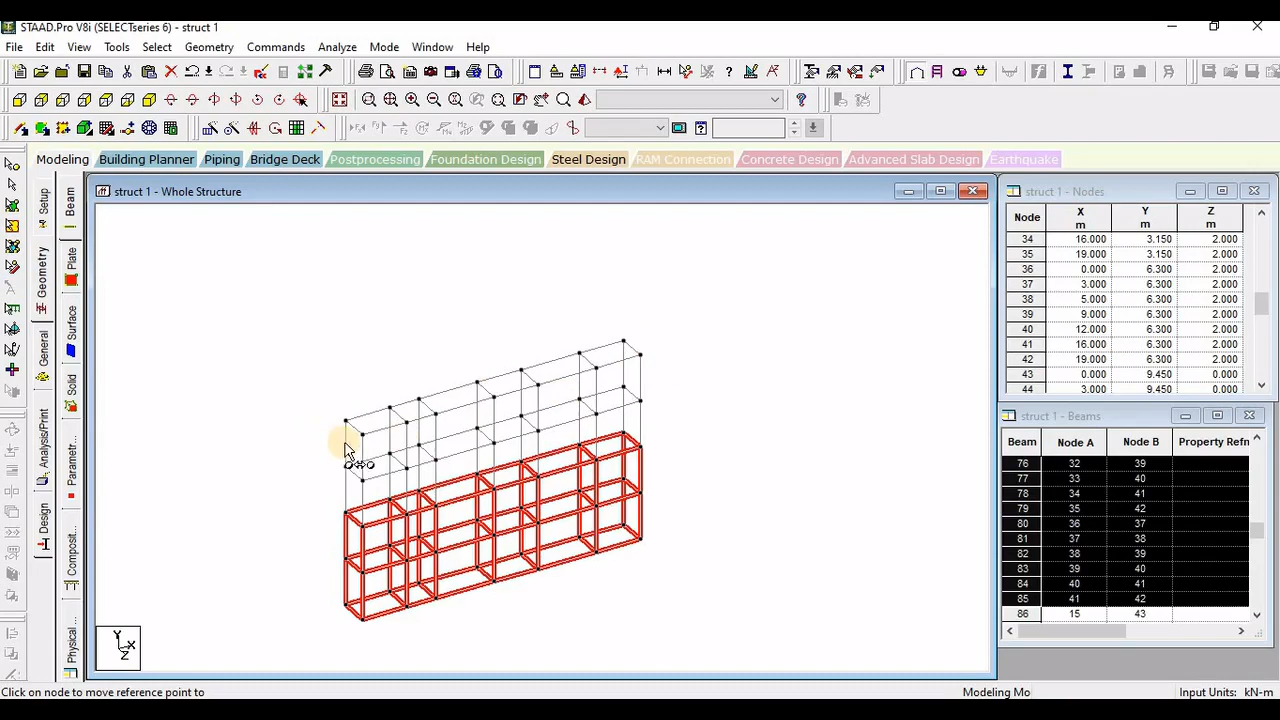 STAAD.Pro V8i (SELECTseries 6) - struct 1
File Edit View Tools Select Geometry Commands Analyze Mode Window Help
Modeling Building Planner Piping Bridge Deck Postprocessing Foundation Design Steel Design RAM Connection Concrete Design Advanced Slab Design Earthquake
Setup
Geometry
General
Analysis/Print
Design
Beam
Plate
Surface
Solid
Parametr...
Composit...
Physical ...
struct 1 - Whole Structure
Y
X
Z
struct 1 - Nodes
Node X m Y m Z m
34 16.000 3.150 2.000
35 19.000 3.150 2.000
36 0.000 6.300 2.000
37 3.000 6.300 2.000
38 5.000 6.300 2.000
39 9.000 6.300 2.000
40 12.000 6.300 2.000
41 16.000 6.300 2.000
42 19.000 6.300 2.000
43 0.000 9.450 0.000
44 3.000 9.450 0.000
struct 1 - Beams
Beam Node A Node B Property Refn
76 32 39
77 33 40
78 34 41
79 35 42
80 36 37
81 37 38
82 38 39
83 39 40
84 40 41
85 41 42
86 15 43
Click on node to move reference point to Modeling Mo Input Units: kN-m